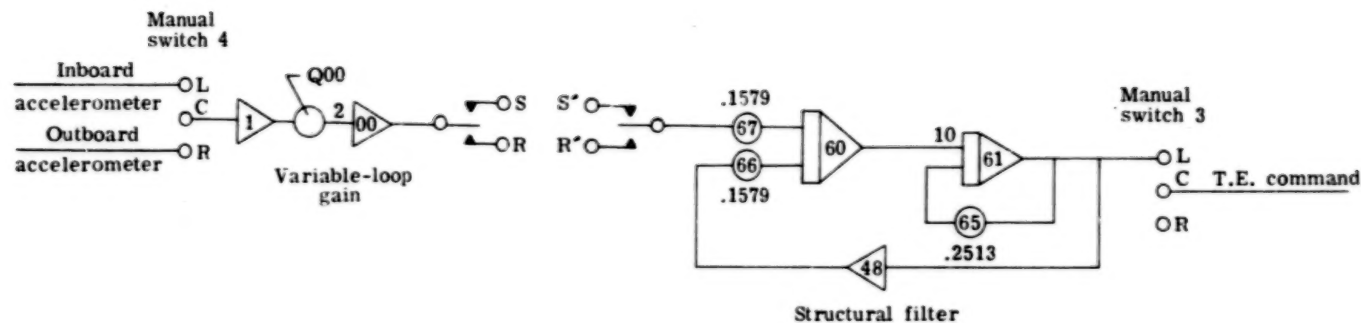 Manual
switch 4
Inboard
accelerometer
Outboard
accelerometer
L
C
R
1
Q00
2
00
Variable-loop
gain
S
R
S'
R'
.1579
67
66
.1579
60
10
61
65
.2513
48
Structural filter
Manual
switch 3
L
C
R
T.E. command